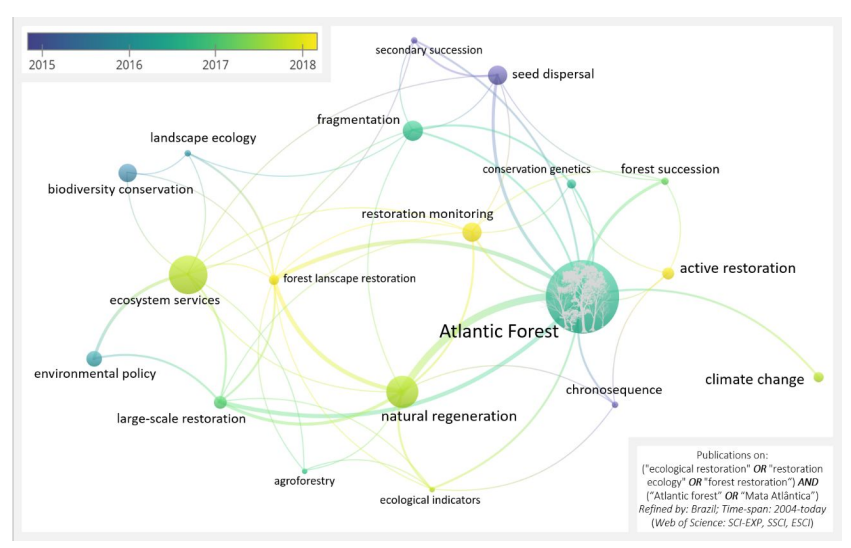 2015 2016 2017 2018
secondary succession
seed dispersal
fragmentation
landscape ecology
conservation genetics
forest succession
biodiversity conservation
restoration monitoring
active restoration
forest lanscape restoration
ecosystem services
Atlantic Forest
environmental policy
climate change
chronosequence
large-scale restoration
natural regeneration
agroforestry
ecological indicators
Publications on:
("ecological restoration" OR "restoration
ecology" OR "forest restoration") AND
("Atlantic forest" OR "Mata Atlântica")
Refined by: Brazil; Time-span: 2004-today
(Web of Science: SCI-EXP, SSCI, ESCI)